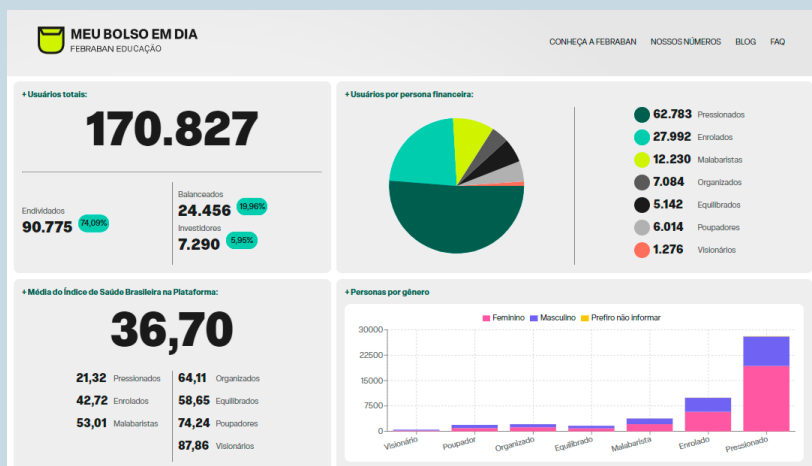 MEU BOLSO EM DIA
FEBRABAN EDUCAÇÃO
CONHEÇA A FEBRABAN NOSSOS NÚMEROS BLOG FAQ
+ Usuários totais:
170.827
Endividados
90.775 74,09%
Balanceados
24.456 19,96%
Investidores
7.290 5,95%
+ Usuários por persona financeira:
62.783 Pressionados
27.992 Enrolados
12.230 Malabaristas
7.084 Organizados
5.142 Equilibrados
6.014 Poupadores
1.276 Visionários
+ Média do Índice de Saúde Brasileira na Plataforma:
36,70
21,32 Pressionados
42,72 Enrolados
53,01 Malabaristas
64,11 Organizados
58,65 Equilibrados
74,24 Poupadores
87,86 Visionários
+ Personas por gênero
Feminino Masculino Prefiro não informar
30000
22500
15000
7500
0
Visionário Poupador Organizado Equilibrado Malabarista Enrolado Pressionado